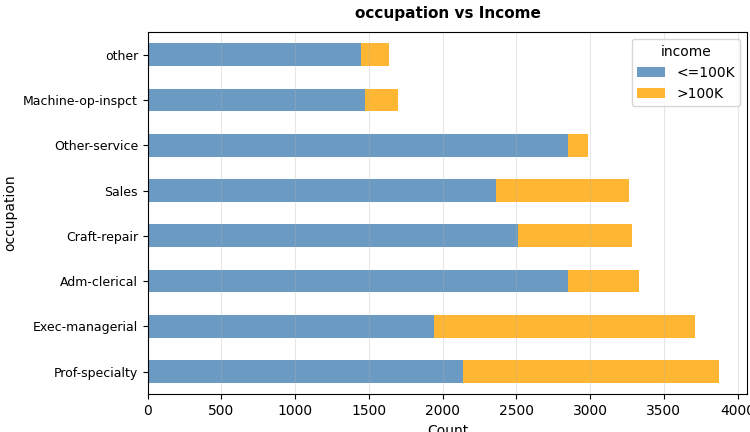 occupation vs Income
income
<=100K
>100K
other
Machine-op-inspct
Other-service
Sales
Craft-repair
Adm-clerical
Exec-managerial
Prof-specialty
occupation
0 500 1000 1500 2000 2500 3000 3500 4000
Count